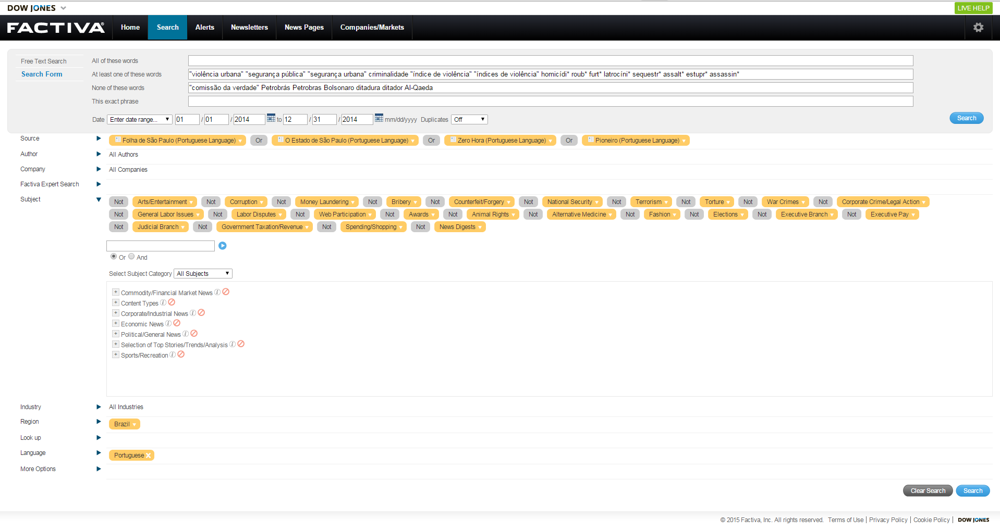 DOW JONES LIVE HELP
FACTIVA® Home Search Alerts Newsletters News Pages Companies/Markets
Free Text Search
Search Form
All of these words
At least one of these words "violência urbana" "segurança pública" "segurança urbana" criminalidade "índice de violência" "índices de violência" homicídi* roub* furt* latrocíni* sequestr* assalt* estupr* assassin*
None of these words "comissão da verdade" Petrobrás Petrobras Bolsonaro ditadura ditador Al-Qaeda
This exact phrase
Date Enter date range... 01 / 01 / 2014 to 12 / 31 / 2014 mm/dd/yyyy Duplicates Off Search
Source Folha de São Paulo (Portuguese Language) Or O Estado de São Paulo (Portuguese Language) Or Zero Hora (Portuguese Language) Or Pioneiro (Portuguese Language)
Author All Authors
Company All Companies
Factiva Expert Search
Subject Not Arts/Entertainment Not Corruption Not Money Laundering Not Bribery Not Counterfeit/Forgery Not National Security Not Terrorism Not Torture Not War Crimes Not Corporate Crime/Legal Action
Not General Labor Issues Not Labor Disputes Not Web Participation Not Awards Not Animal Rights Not Alternative Medicine Not Fashion Not Elections Not Executive Branch Not Executive Pay
Not Judicial Branch Not Government Taxation/Revenue Not Spending/Shopping Not News Digests
Or And
Select Subject Category All Subjects
Commodity/Financial Market News
Content Types
Corporate/Industrial News
Economic News
Political/General News
Selection of Top Stories/Trends/Analysis
Sports/Recreation
Industry All Industries
Region Brazil
Look up
Language Portuguese
More Options
Clear Search Search
© 2015 Factiva, Inc. All rights reserved. Terms of Use | Privacy Policy | Cookie Policy | DOW JONES